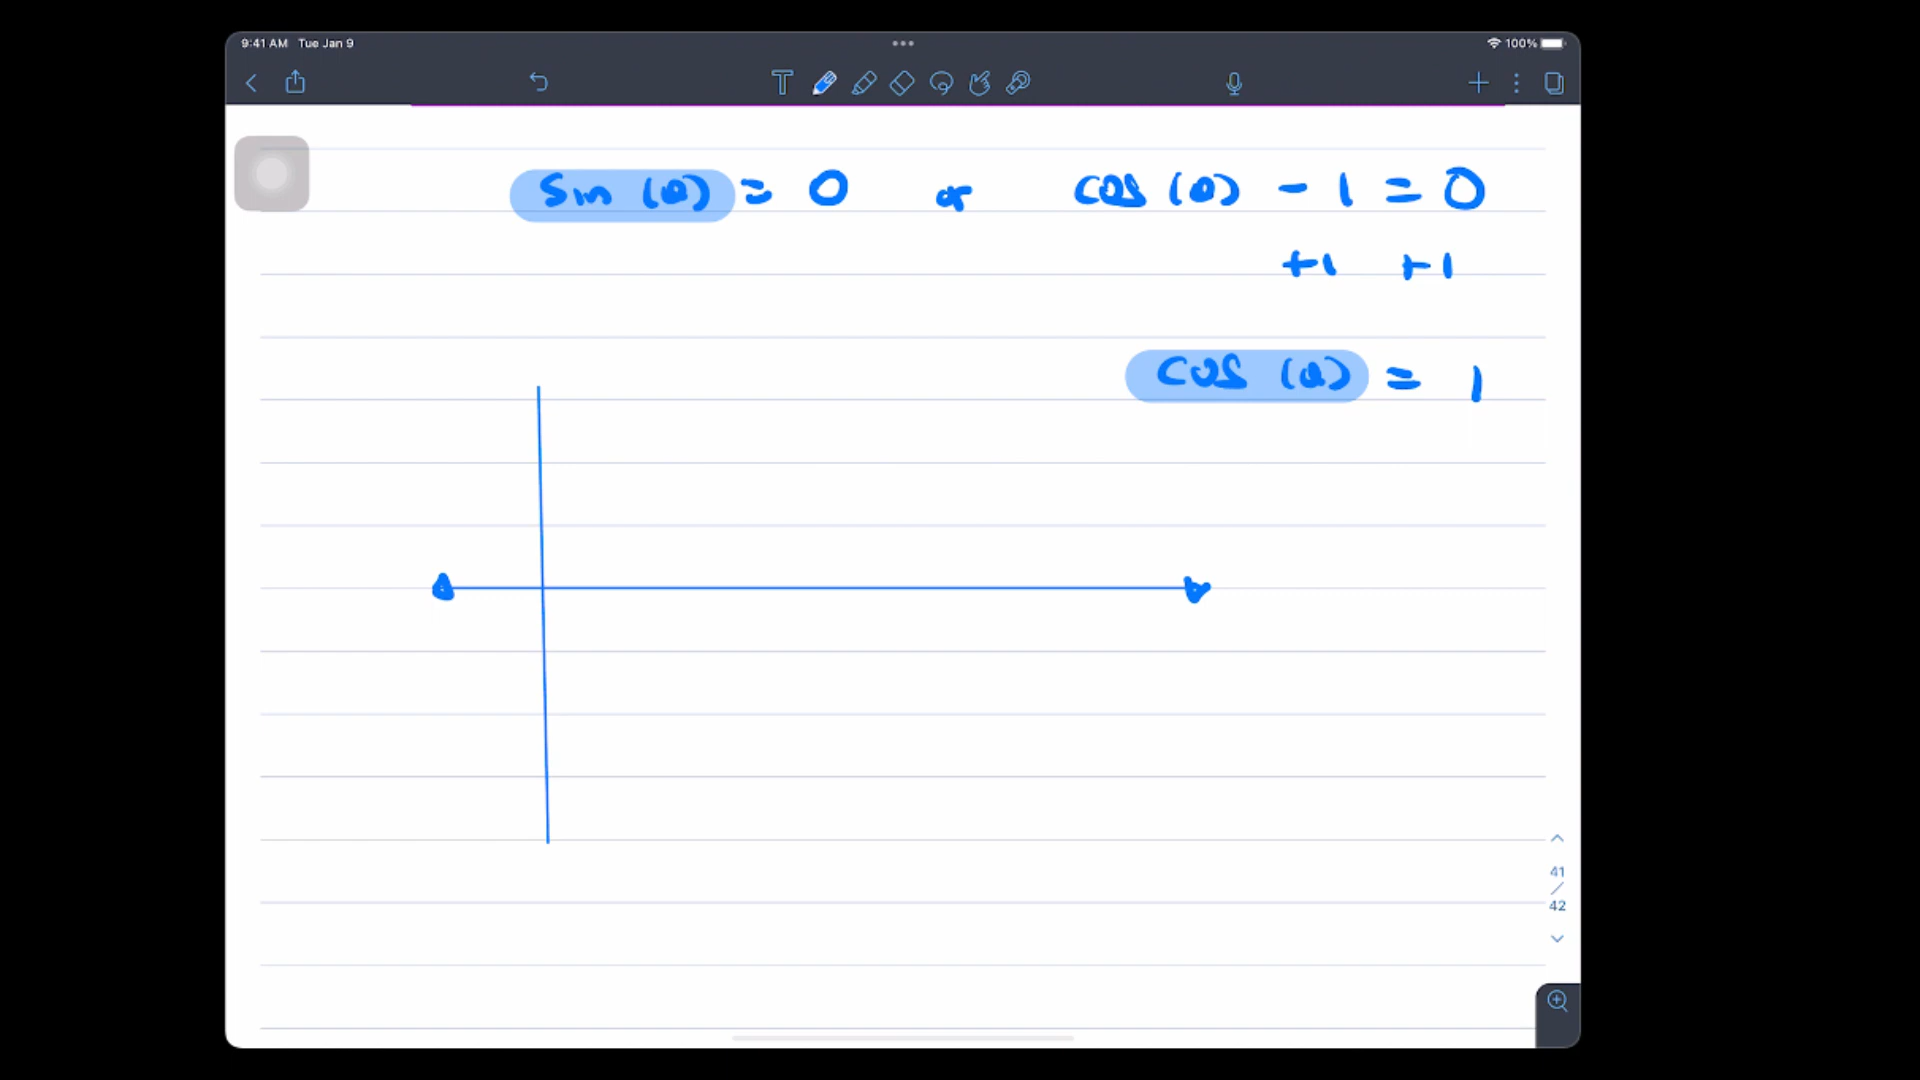 9:41 AM Tue Jan 9
100%
T
Sin (θ) = 0 or cos (θ) - 1 = 0
+1 +1
cos (θ) = 1
41
/
42